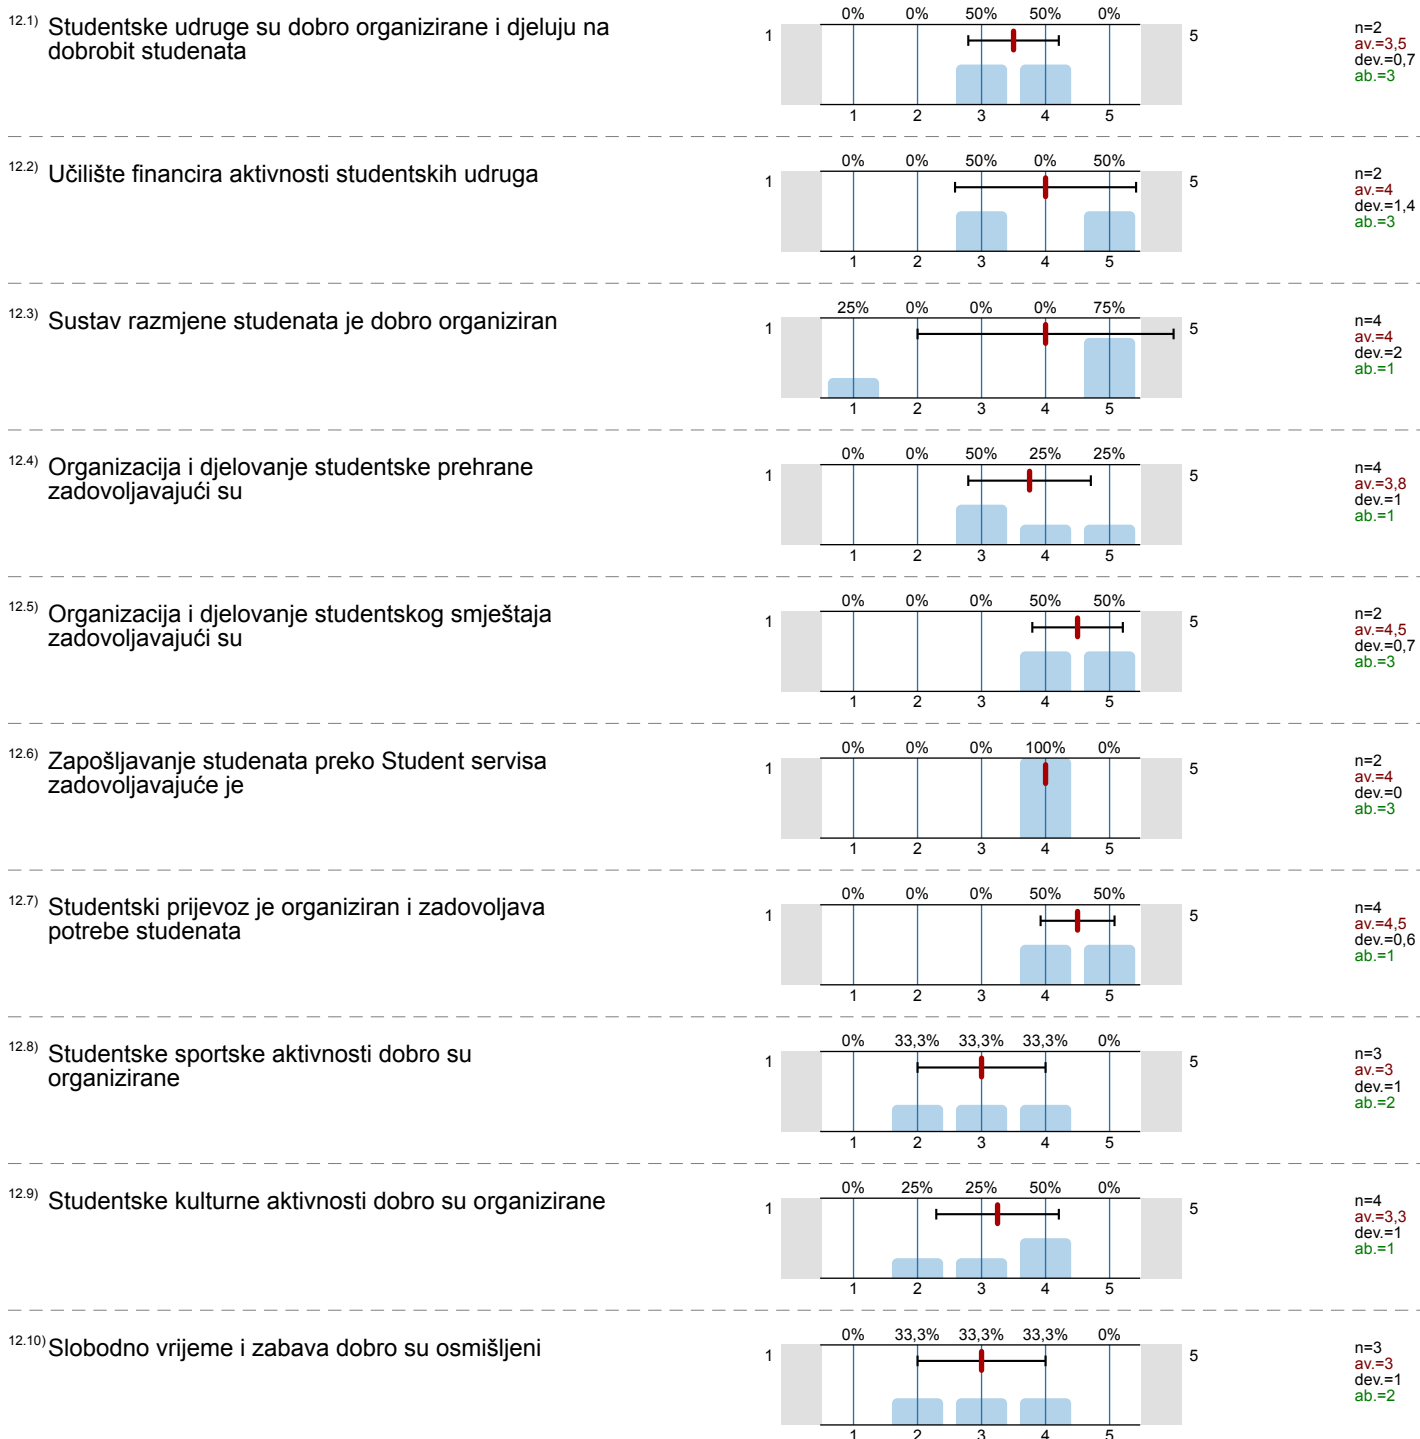 12.1) Studentske udruge su dobro organizirane i djeluju na
dobrobit studenata
0% 0% 50% 50% 0%
1 5
1 2 3 4 5
n=2
av.=3,5
dev.=0,7
ab.=3
12.2) Učilište financira aktivnosti studentskih udruga
0% 0% 50% 0% 50%
1 5
1 2 3 4 5
n=2
av.=4
dev.=1,4
ab.=3
12.3) Sustav razmjene studenata je dobro organiziran
25% 0% 0% 0% 75%
1 5
1 2 3 4 5
n=4
av.=4
dev.=2
ab.=1
12.4) Organizacija i djelovanje studentske prehrane
zadovoljavajući su
0% 0% 50% 25% 25%
1 5
1 2 3 4 5
n=4
av.=3,8
dev.=1
ab.=1
12.5) Organizacija i djelovanje studentskog smještaja
zadovoljavajući su
0% 0% 0% 50% 50%
1 5
1 2 3 4 5
n=2
av.=4,5
dev.=0,7
ab.=3
12.6) Zapošljavanje studenata preko Student servisa
zadovoljavajuće je
0% 0% 0% 100% 0%
1 5
1 2 3 4 5
n=2
av.=4
dev.=0
ab.=3
12.7) Studentski prijevoz je organiziran i zadovoljava
potrebe studenata
0% 0% 0% 50% 50%
1 5
1 2 3 4 5
n=4
av.=4,5
dev.=0,6
ab.=1
12.8) Studentske sportske aktivnosti dobro su
organizirane
0% 33,3% 33,3% 33,3% 0%
1 5
1 2 3 4 5
n=3
av.=3
dev.=1
ab.=2
12.9) Studentske kulturne aktivnosti dobro su organizirane
0% 25% 25% 50% 0%
1 5
1 2 3 4 5
n=4
av.=3,3
dev.=1
ab.=1
12.10) Slobodno vrijeme i zabava dobro su osmišljeni
0% 33,3% 33,3% 33,3% 0%
1 5
1 2 3 4 5
n=3
av.=3
dev.=1
ab.=2